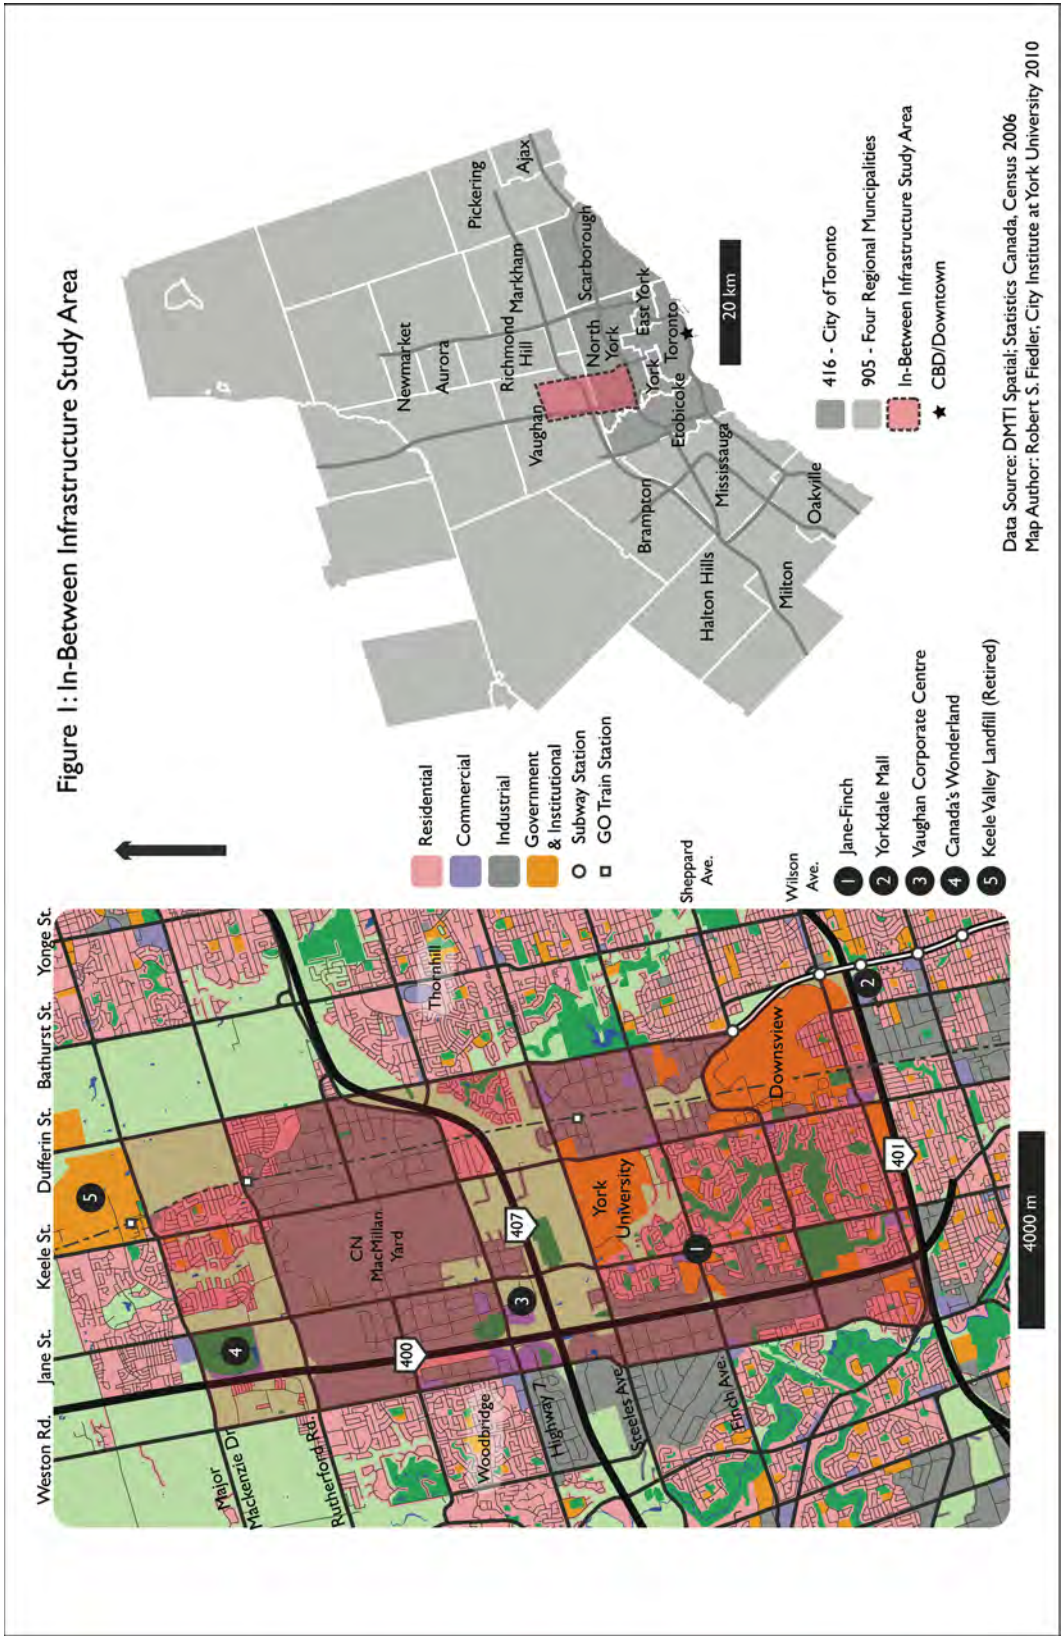 Figure 1: In-Between Infrastructure Study Area
Weston Rd.
Jane St.
Keele St.
Dufferin St.
Bathurst St.
Yonge St.
Major
Mackenzie Dr.
Rutherford Rd.
Woodbridge
Highway 7
Steeles Ave.
Finch Ave.
Sheppard
Ave.
Wilson
Ave.
Thornhill
CN
MacMillan
Yard
York
University
Downsview
400
407
401
1
2
3
4
5
4000 m
Residential
Commercial
Industrial
Government
& Institutional
Subway Station
GO Train Station
1 Jane-Finch
2 Yorkdale Mall
3 Vaughan Corporate Centre
4 Canada's Wonderland
5 Keele Valley Landfill (Retired)
Newmarket
Aurora
Richmond
Hill
Markham
Pickering
Ajax
Vaughan
North
York
Scarborough
East York
York
Toronto
Etobicoke
Brampton
Mississauga
Halton Hills
Oakville
Milton
20 km
416 - City of Toronto
905 - Four Regional Muncipalities
In-Between Infrastructure Study Area
CBD/Downtown
Data Source: DMTI Spatial; Statistics Canada, Census 2006
Map Author: Robert S. Fiedler, City Institute at York University 2010